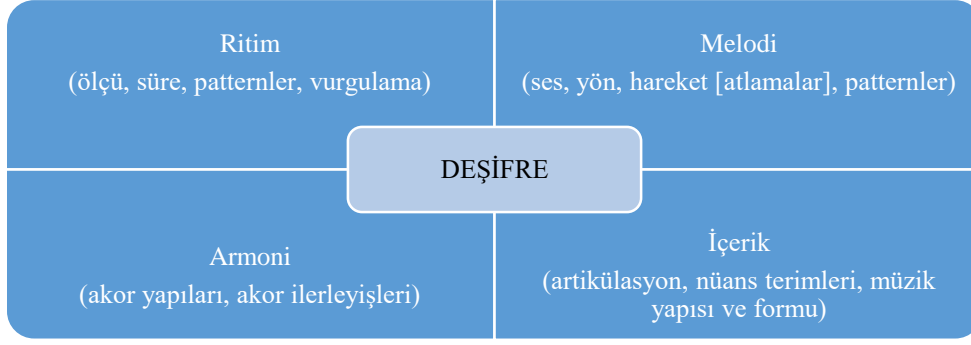 Ritim
(ölçü, süre, patternler, vurgulama)
Melodi
(ses, yön, hareket [atlamalar], patternler)
DEŞİFRE
Armoni
(akor yapıları, akor ilerleyişleri)
İçerik
(artikülasyon, nüans terimleri, müzik
yapısı ve formu)